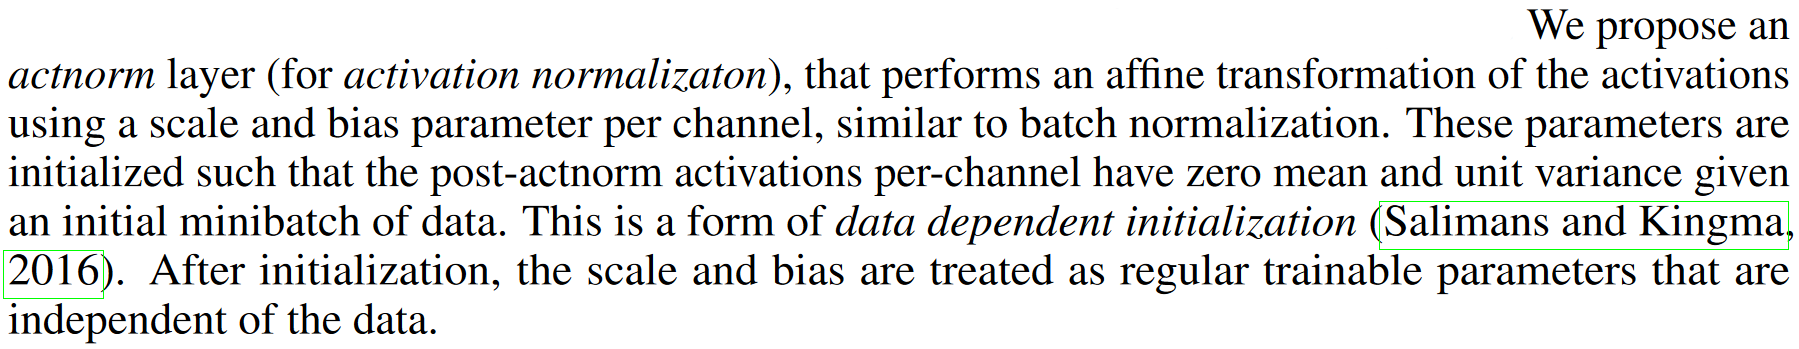 We propose an
actnorm layer (for activation normalizaton), that performs an affine transformation of the activations
using a scale and bias parameter per channel, similar to batch normalization. These parameters are
initialized such that the post-actnorm activations per-channel have zero mean and unit variance given
an initial minibatch of data. This is a form of data dependent initialization (Salimans and Kingma,
2016). After initialization, the scale and bias are treated as regular trainable parameters that are
independent of the data.